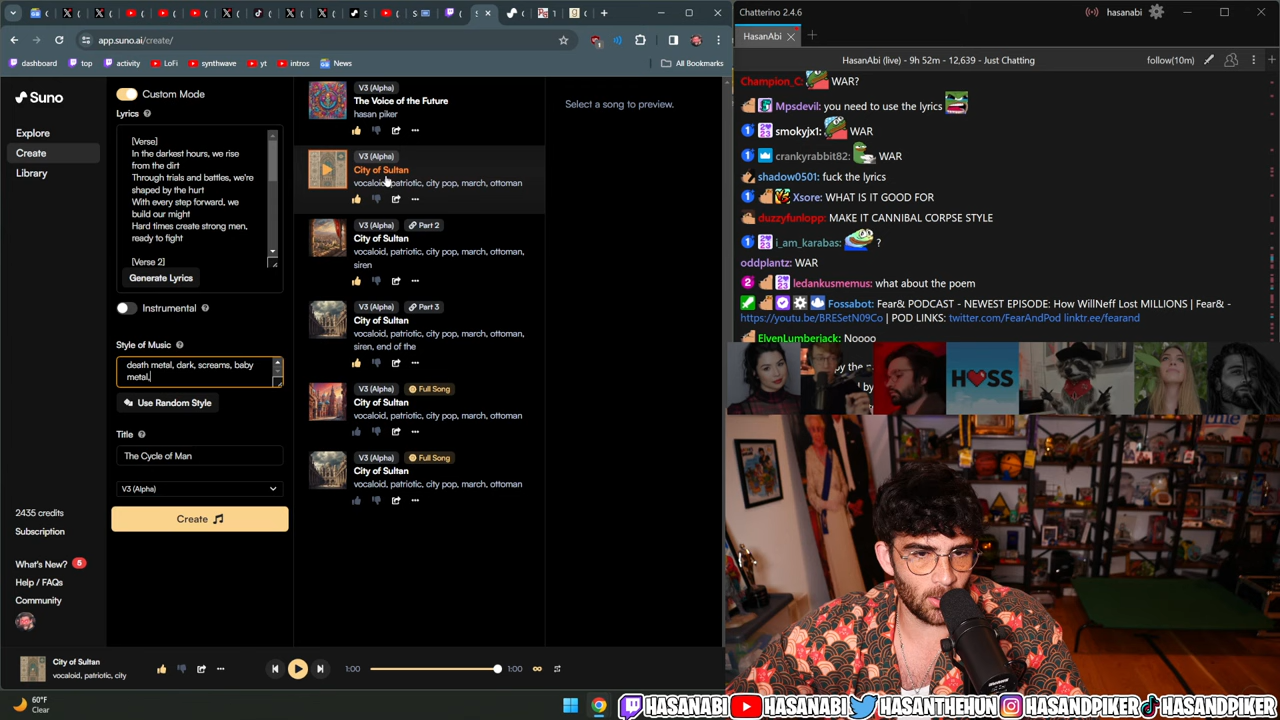 app.suno.ai/create/
dashboard
top
activity
LoFi
synthwave
yt
intros
News
All Bookmarks
Suno
Explore
Create
Library
2435 credits
Subscription
What's New? 5
Help / FAQs
Community
Custom Mode
Lyrics
[Verse]
In the darkest hours, we rise
from the dirt
Through trials and battles, we're
shaped by the hurt
With every step forward, we
build our might
Hard times create strong men,
ready to fight
[Verse 2]
Generate Lyrics
Instrumental
Style of Music
death metal, dark, screams, baby
metal,
Use Random Style
Title
The Cycle of Man
V3 (Alpha)
Create
V3 (Alpha)
The Voice of the Future
hasan piker
V3 (Alpha)
City of Sultan
vocaloid, patriotic, city pop, march, ottoman
V3 (Alpha) Part 2
City of Sultan
vocaloid, patriotic, city pop, march, ottoman,
siren
V3 (Alpha) Part 3
City of Sultan
vocaloid, patriotic, city pop, march, ottoman,
siren, end of the
V3 (Alpha) Full Song
City of Sultan
vocaloid, patriotic, city pop, march, ottoman
V3 (Alpha) Full Song
City of Sultan
vocaloid, patriotic, city pop, march, ottoman
Select a song to preview.
City of Sultan
vocaloid, patriotic, city
1:00
1:00
60°F
Clear
Chatterino 2.4.6
hasanabi
HasanAbi
HasanAbi (live) - 9h 52m - 12,639 - Just Chatting
follow(10m)
Champion_C: WAR?
Mpsdevil: you need to use the lyrics
smokyjx1: WAR
crankyrabbit82: WAR
shadow0501: fuck the lyrics
Xsore: WHAT IS IT GOOD FOR
duzzyfunlopp: MAKE IT CANNIBAL CORPSE STYLE
i_am_karabas: ?
oddplantz: WAR
ledankusmemus: what about the poem
Fossabot: Fear& PODCAST - NEWEST EPISODE: How WillNeff Lost MILLIONS | Fear& -
https://youtu.be/BRESetN09Co | POD LINKS: twitter.com/FearAndPod linktr.ee/fearand
ElvenLumberjack: Noooo
H SS
HASANABI
HASANABI
HASANTHEHUN
HASANDPIKER
HASANDPIKER